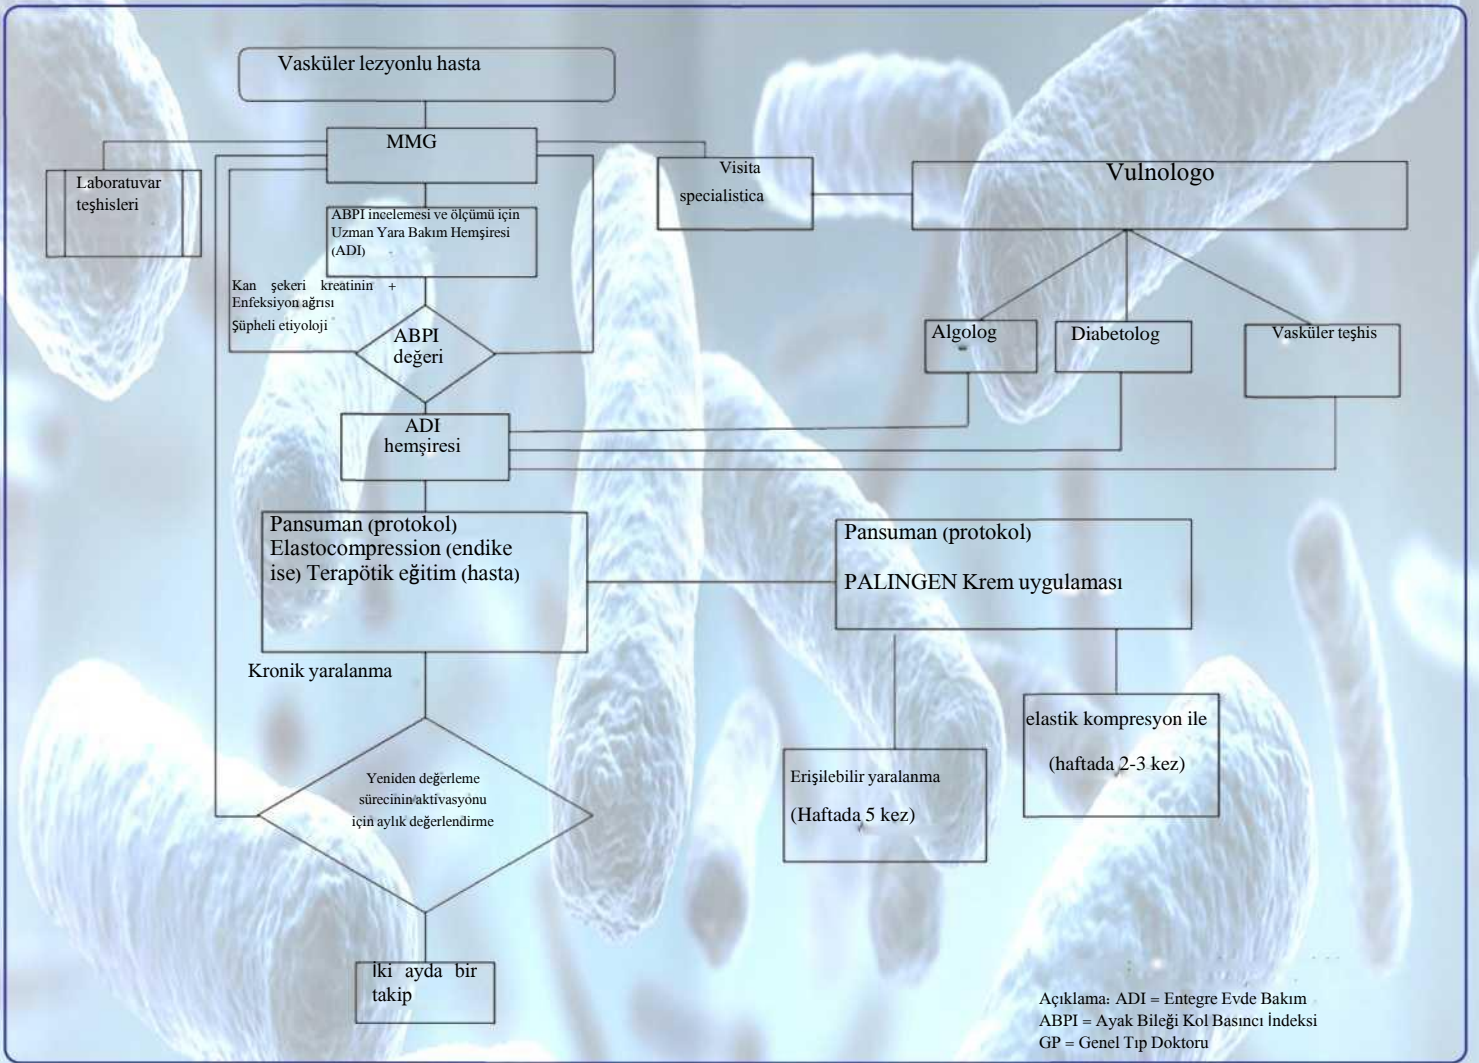 Vasküler lezyonlu hasta
MMG
Laboratuvar
teşhisleri
Visita
specialistica
Vulnologo
ABPI incelemesi ve ölçümü için
Uzman Yara Bakım Hemşiresi
(ADI)
Kan şekeri kreatinin +
Enfeksiyon ağrısı
Şüpheli etiyoloji
ABPI
değeri
Algolog
Diabetolog
Vasküler teşhis
ADI
hemşiresi
Pansuman (protokol)
Elastocompression (endike
ise) Terapötik eğitim (hasta)
Pansuman (protokol)
PALINGEN Krem uygulaması
Kronik yaralanma
elastik kompresyon ile
(haftada 2-3 kez)
Erişilebilir yaralanma
(Haftada 5 kez)
Yeniden değerleme
sürecinin aktivasyonu
için aylık değerlendirme
İki ayda bir
takip
Açıklama: ADI = Entegre Evde Bakım
ABPI = Ayak Bileği Kol Basıncı İndeksi
GP = Genel Tıp Doktoru